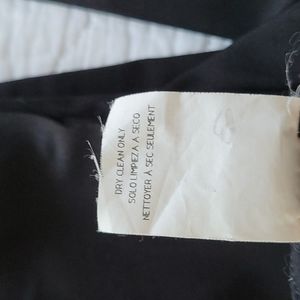 DRY CLEAN ONLY
SOLO LIMPIEZA A SECO
NETTOYER À SEC SEULEMENT